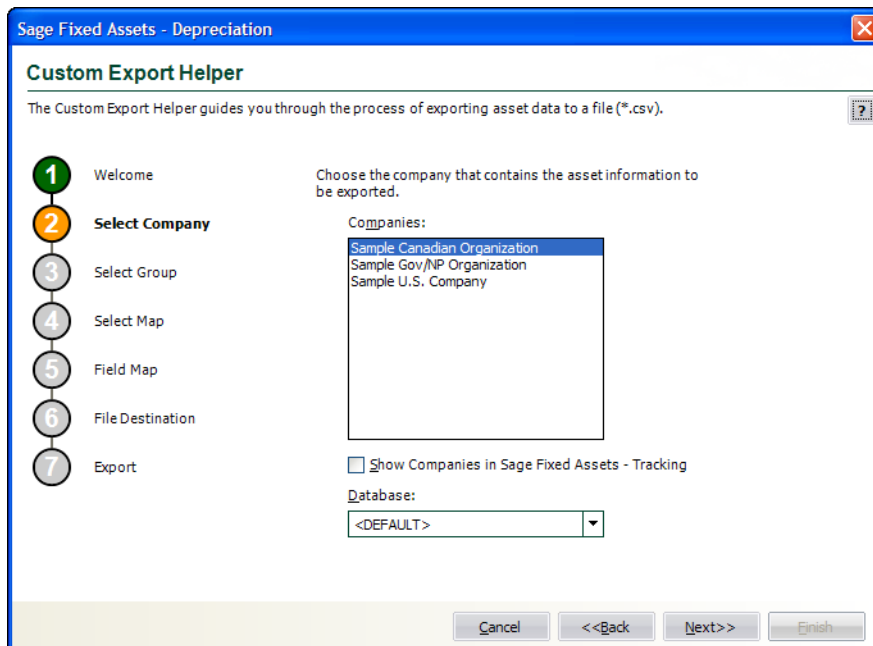 Sage Fixed Assets - Depreciation
Custom Export Helper
The Custom Export Helper guides you through the process of exporting asset data to a file (*.csv).
?
1 Welcome
2 Select Company
3 Select Group
4 Select Map
5 Field Map
6 File Destination
7 Export
Choose the company that contains the asset information to
be exported.
Companies:
Sample Canadian Organization
Sample Gov/NP Organization
Sample U.S. Company
Show Companies in Sage Fixed Assets - Tracking
Database:
<DEFAULT>
Cancel
<<Back
Next>>
Finish